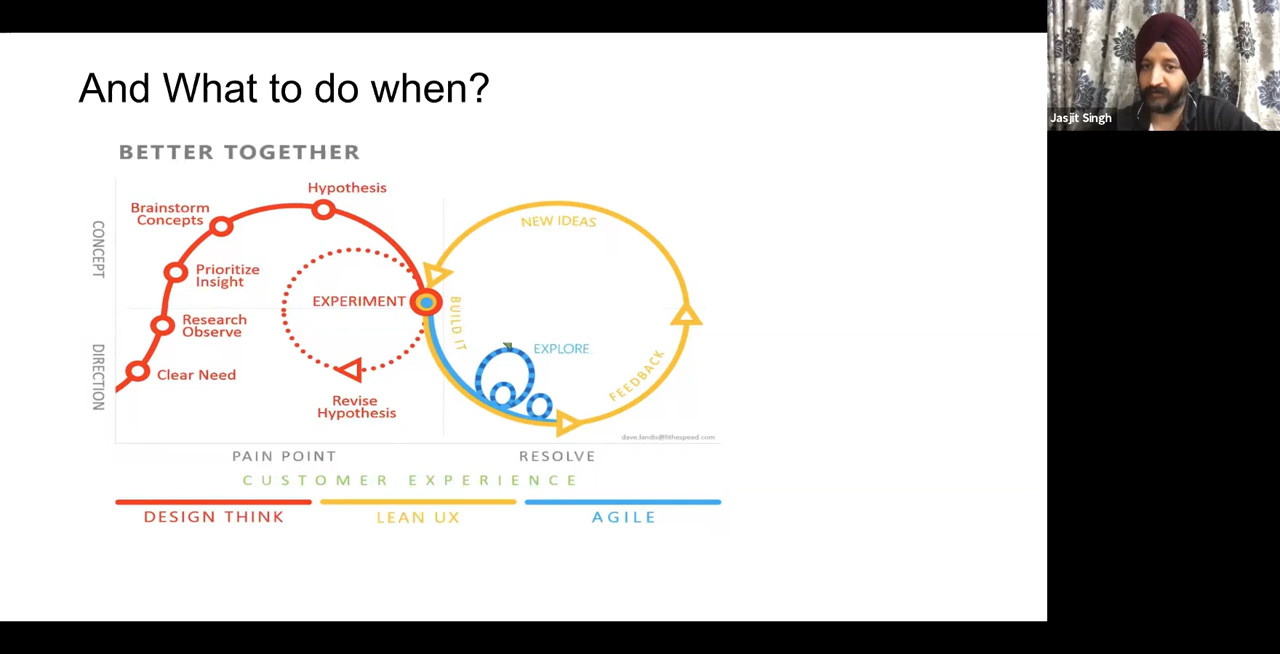 And What to do when?
Jasjit Singh
BETTER TOGETHER
Hypothesis
Brainstorm
Concepts
NEW IDEAS
CONCEPT
Prioritize
Insight
EXPERIMENT
BUILD IT
Research
Observe
EXPLORE
DIRECTION
Clear Need
FEEDBACK
Revise
Hypothesis
dave.landis@lithespeed.com
PAIN POINT
RESOLVE
CUSTOMER EXPERIENCE
DESIGN THINK
LEAN UX
AGILE